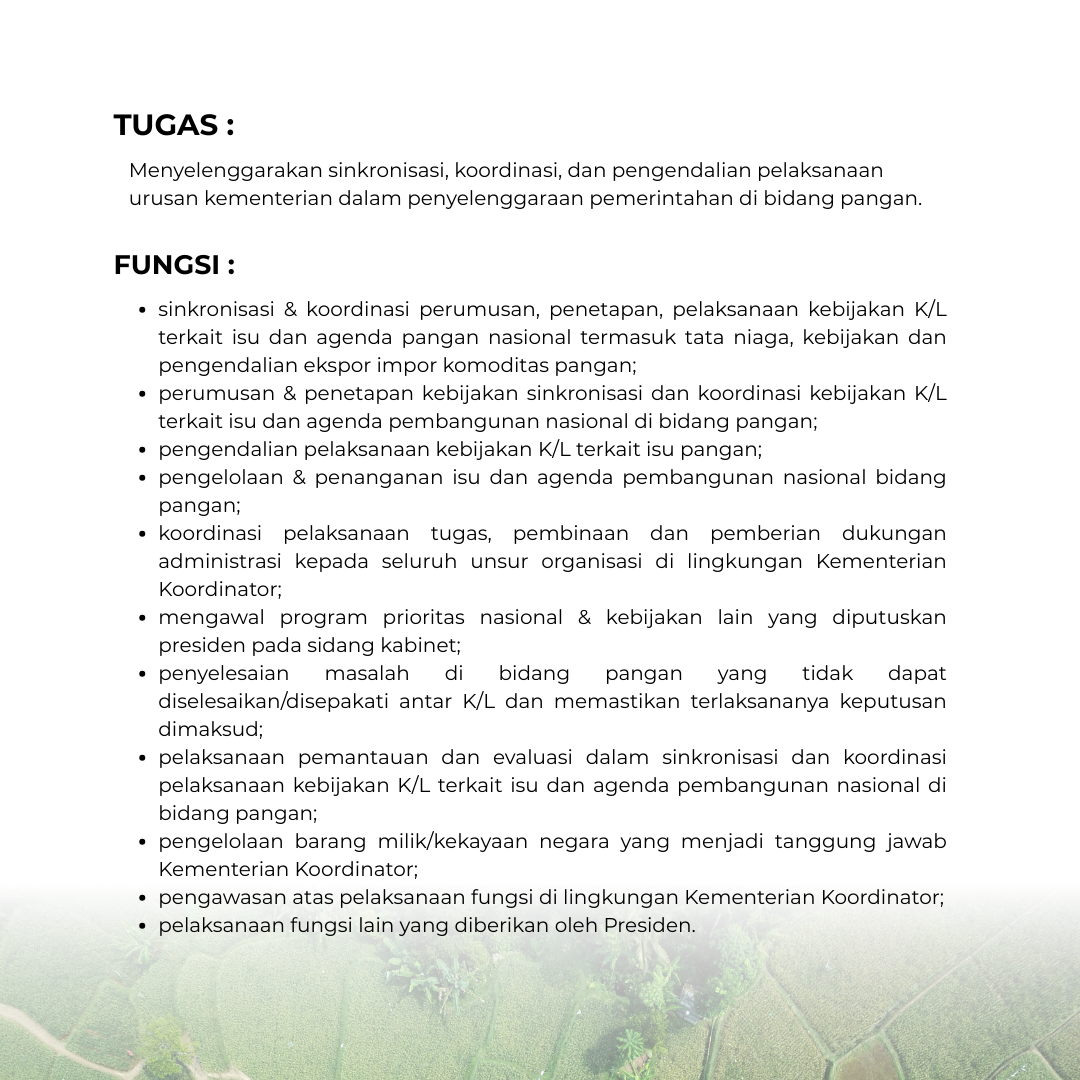 TUGAS :
Menyelenggarakan sinkronisasi, koordinasi, dan pengendalian pelaksanaan
urusan kementerian dalam penyelenggaraan pemerintahan di bidang pangan.
FUNGSI :
• sinkronisasi & koordinasi perumusan, penetapan, pelaksanaan kebijakan K/L
terkait isu dan agenda pangan nasional termasuk tata niaga, kebijakan dan
pengendalian ekspor impor komoditas pangan;
• perumusan & penetapan kebijakan sinkronisasi dan koordinasi kebijakan K/L
terkait isu dan agenda pembangunan nasional di bidang pangan;
• pengendalian pelaksanaan kebijakan K/L terkait isu pangan;
• pengelolaan & penanganan isu dan agenda pembangunan nasional bidang
pangan;
• koordinasi pelaksanaan tugas, pembinaan dan pemberian dukungan
administrasi kepada seluruh unsur organisasi di lingkungan Kementerian
Koordinator;
• mengawal program prioritas nasional & kebijakan lain yang diputuskan
presiden pada sidang kabinet;
• penyelesaian masalah di bidang pangan yang tidak dapat
diselesaikan/disepakati antar K/L dan memastikan terlaksananya keputusan
dimaksud;
• pelaksanaan pemantauan dan evaluasi dalam sinkronisasi dan koordinasi
pelaksanaan kebijakan K/L terkait isu dan agenda pembangunan nasional di
bidang pangan;
• pengelolaan barang milik/kekayaan negara yang menjadi tanggung jawab
Kementerian Koordinator;
• pengawasan atas pelaksanaan fungsi di lingkungan Kementerian Koordinator;
• pelaksanaan fungsi lain yang diberikan oleh Presiden.